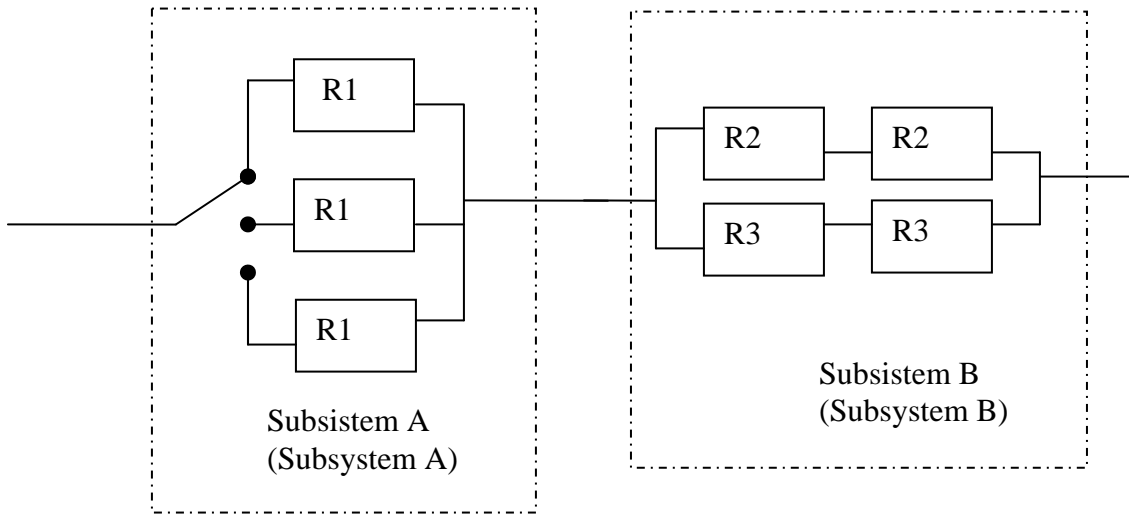 R1
R1
R1
Subsistem A
(Subsystem A)
R2
R2
R3
R3
Subsistem B
(Subsystem B)